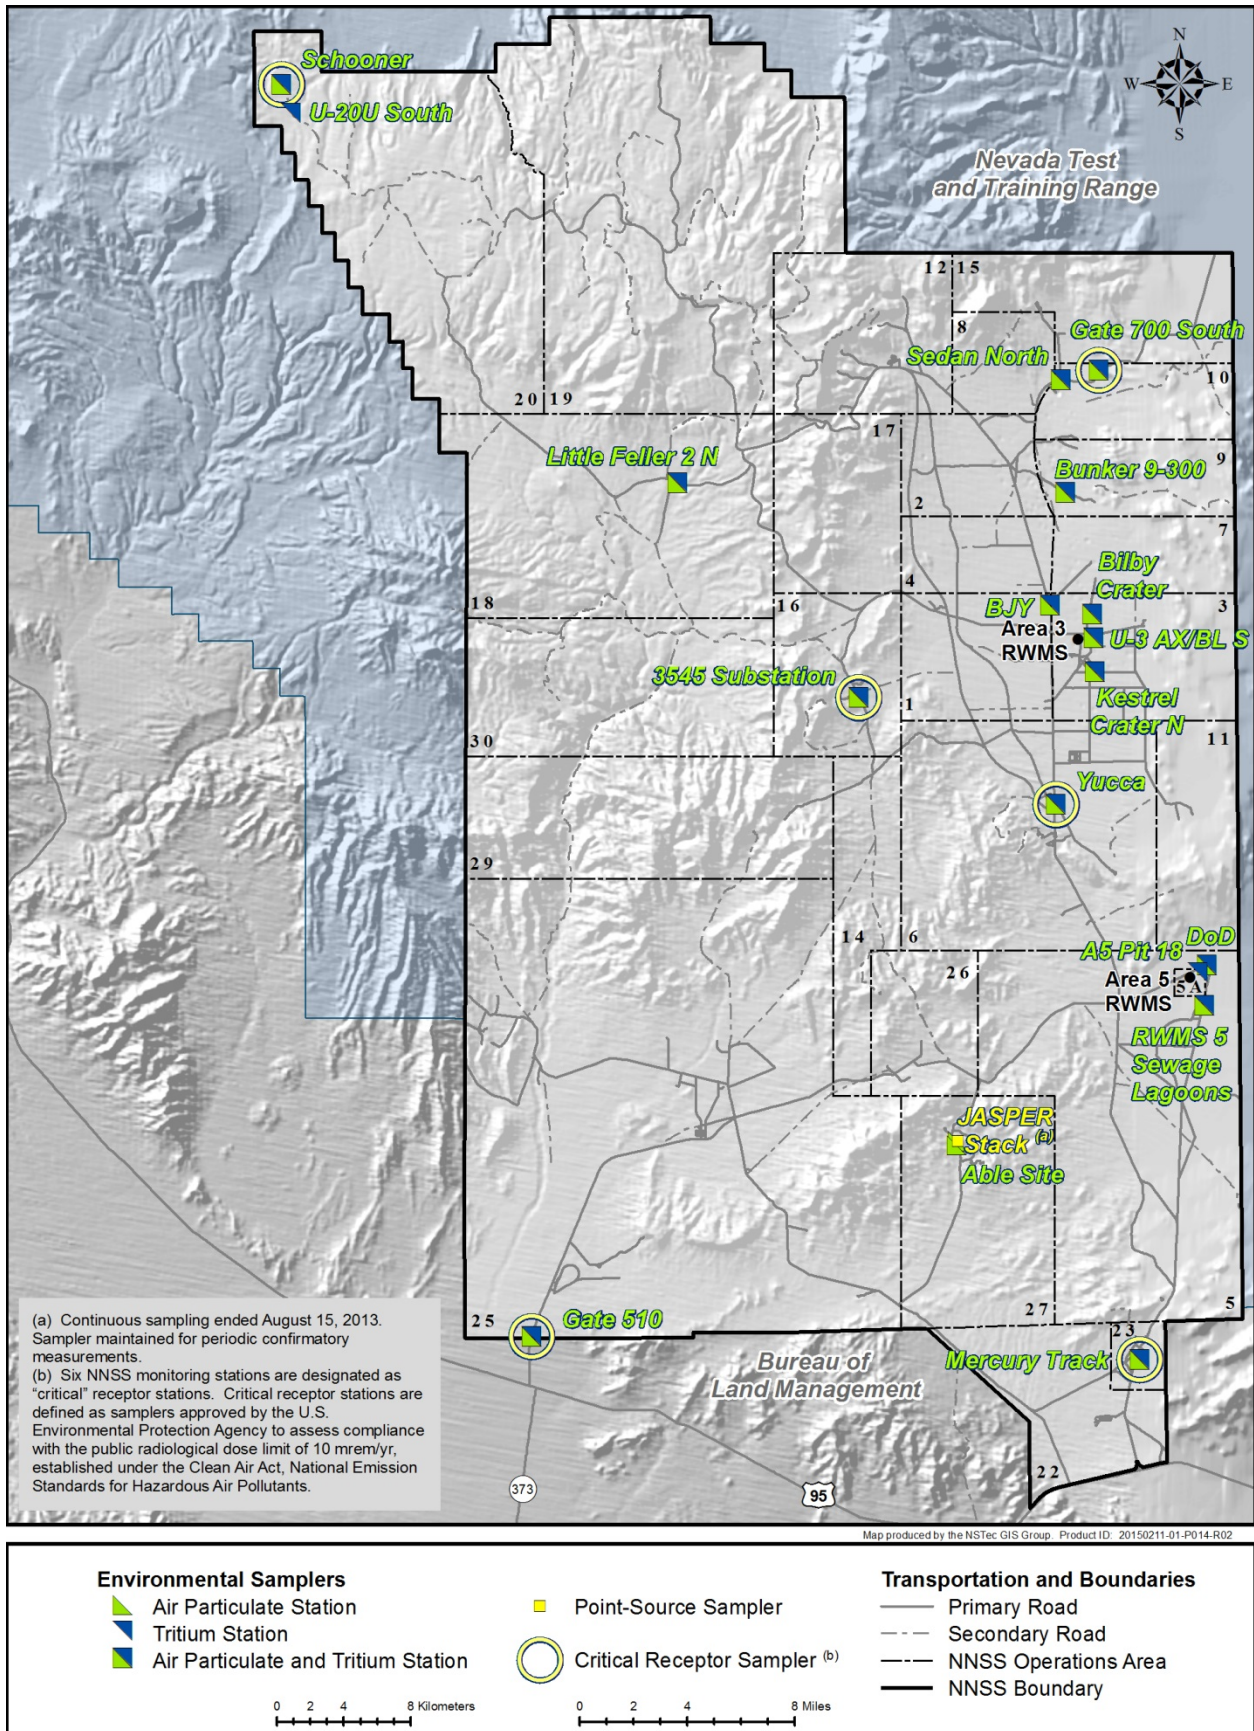 N
W E
S
Schooner
U-20U South
Nevada Test
and Training Range
12 15
8
Gate 700 South
Sedan North
10
20 19
17
9
Little Feller 2 N
Bunker 9-300
2
7
Bilby
Crater
4
18
16
BJY
3
Area 3
RWMS
U-3 AX/BL S
3545 Substation
Kestrel
Crater N
1
11
30
Yucca
29
14
6
DoD
A5 Pit 18
26
Area 5
RWMS
5 A
RWMS 5
Sewage
Lagoons
JASPER
Stack (a)
Able Site
25
Gate 510
27
5
23
Mercury Track
Bureau of
Land Management
22
373
95
(a) Continuous sampling ended August 15, 2013.
Sampler maintained for periodic confirmatory
measurements.
(b) Six NNSS monitoring stations are designated as
“critical” receptor stations. Critical receptor stations are
defined as samplers approved by the U.S.
Environmental Protection Agency to assess compliance
with the public radiological dose limit of 10 mrem/yr,
established under the Clean Air Act, National Emission
Standards for Hazardous Air Pollutants.
Map produced by the NSTec GIS Group. Product ID: 20150211-01-P014-R02
Environmental Samplers
Air Particulate Station
Tritium Station
Air Particulate and Tritium Station
Point-Source Sampler
Critical Receptor Sampler (b)
Transportation and Boundaries
Primary Road
Secondary Road
NNSS Operations Area
NNSS Boundary
0 2 4 8 Kilometers
0 2 4 8 Miles